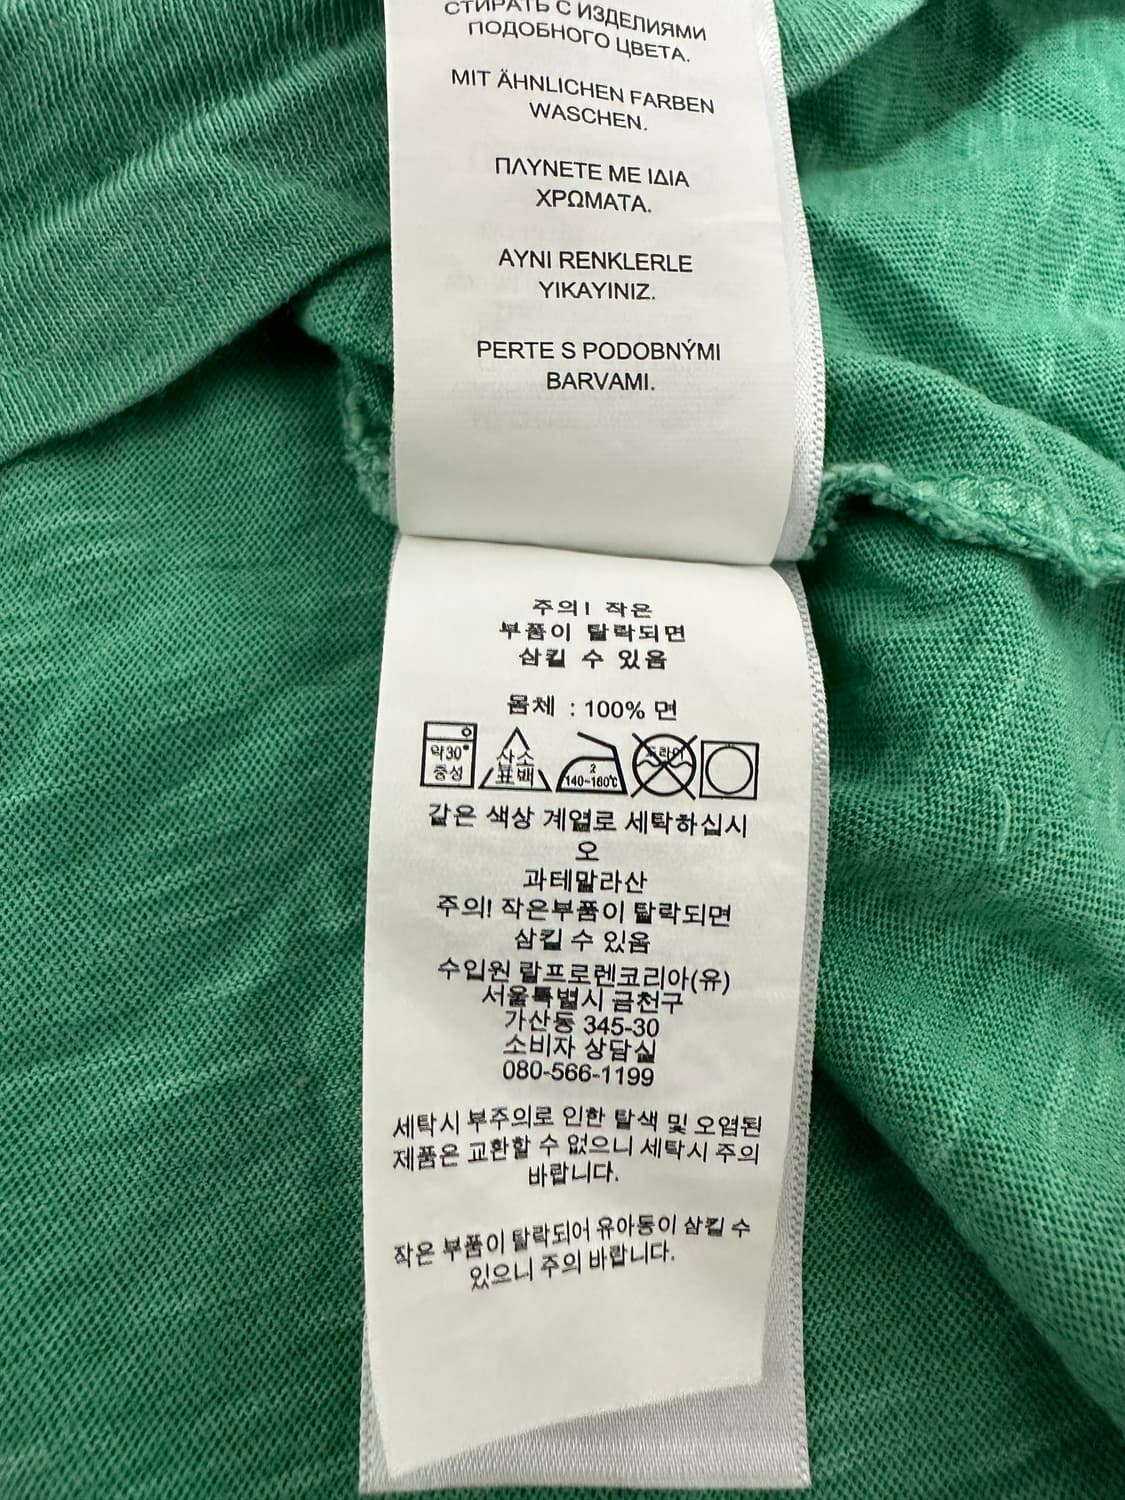 СТИРАТЬ С ИЗДЕЛИЯМИ
ПОДОБНОГО ЦВЕТА.
MIT ÄHNLICHEN FARBEN
WASCHEN.
ΠΛΥΝΕΤΕ ΜΕ ΙΔΙΑ
ΧΡΩΜΑΤΑ.
AYNI RENKLERLE
YIKAYINIZ.
PERTE S PODOBNÝMI
BARVAMI.
주의! 작은
부품이 탈락되면
삼킬 수 있음
몸체 : 100% 면
약30°
중성
산소
표백
2
140~160℃
드라이
같은 색상 계열로 세탁하십시
오
과테말라산
주의! 작은부품이 탈락되면
삼킬 수 있음
수입원 랄프로렌코리아(유)
서울특별시 금천구
가산동 345-30
소비자 상담실
080-566-1199
세탁시 부주의로 인한 탈색 및 오염된
제품은 교환할 수 없으니 세탁시 주의
바랍니다.
작은 부품이 탈락되어 유아동이 삼킬 수
있으니 주의 바랍니다.